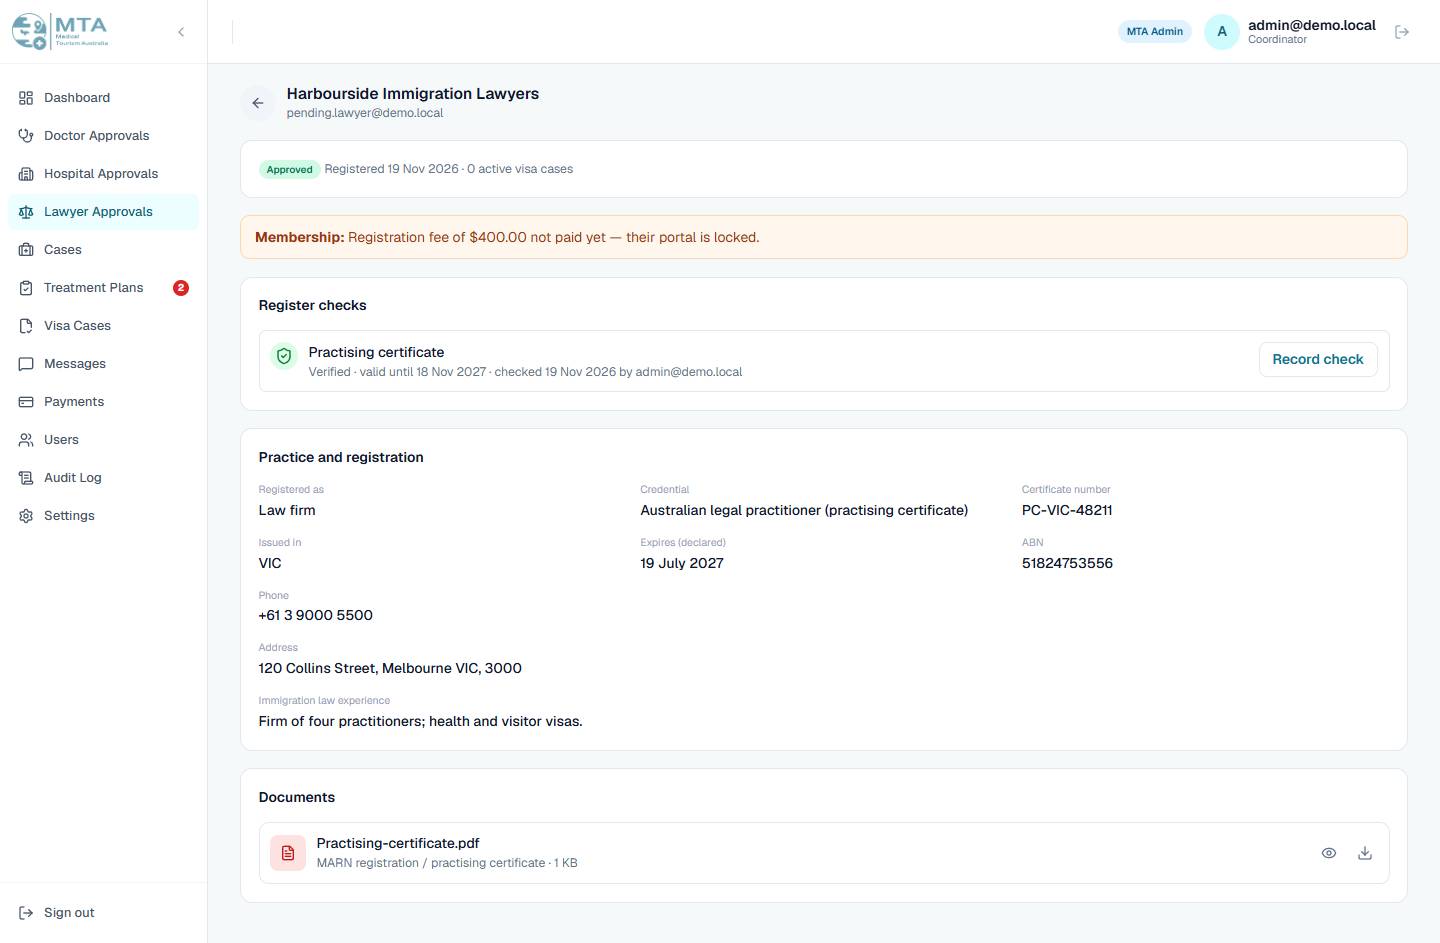 MTA
Medical
Tourism Australia
MTA Admin
A
admin@demo.local
Coordinator
Dashboard
Doctor Approvals
Hospital Approvals
Lawyer Approvals
Cases
Treatment Plans
2
Visa Cases
Messages
Payments
Users
Audit Log
Settings
Sign out
Harbourside Immigration Lawyers
pending.lawyer@demo.local
Approved Registered 19 Nov 2026 · 0 active visa cases
Membership: Registration fee of $400.00 not paid yet — their portal is locked.
Register checks
Practising certificate
Verified · valid until 18 Nov 2027 · checked 19 Nov 2026 by admin@demo.local
Record check
Practice and registration
Registered as
Law firm
Credential
Australian legal practitioner (practising certificate)
Certificate number
PC-VIC-48211
Issued in
VIC
Expires (declared)
19 July 2027
ABN
51824753556
Phone
+61 3 9000 5500
Address
120 Collins Street, Melbourne VIC, 3000
Immigration law experience
Firm of four practitioners; health and visitor visas.
Documents
Practising-certificate.pdf
MARN registration / practising certificate · 1 KB